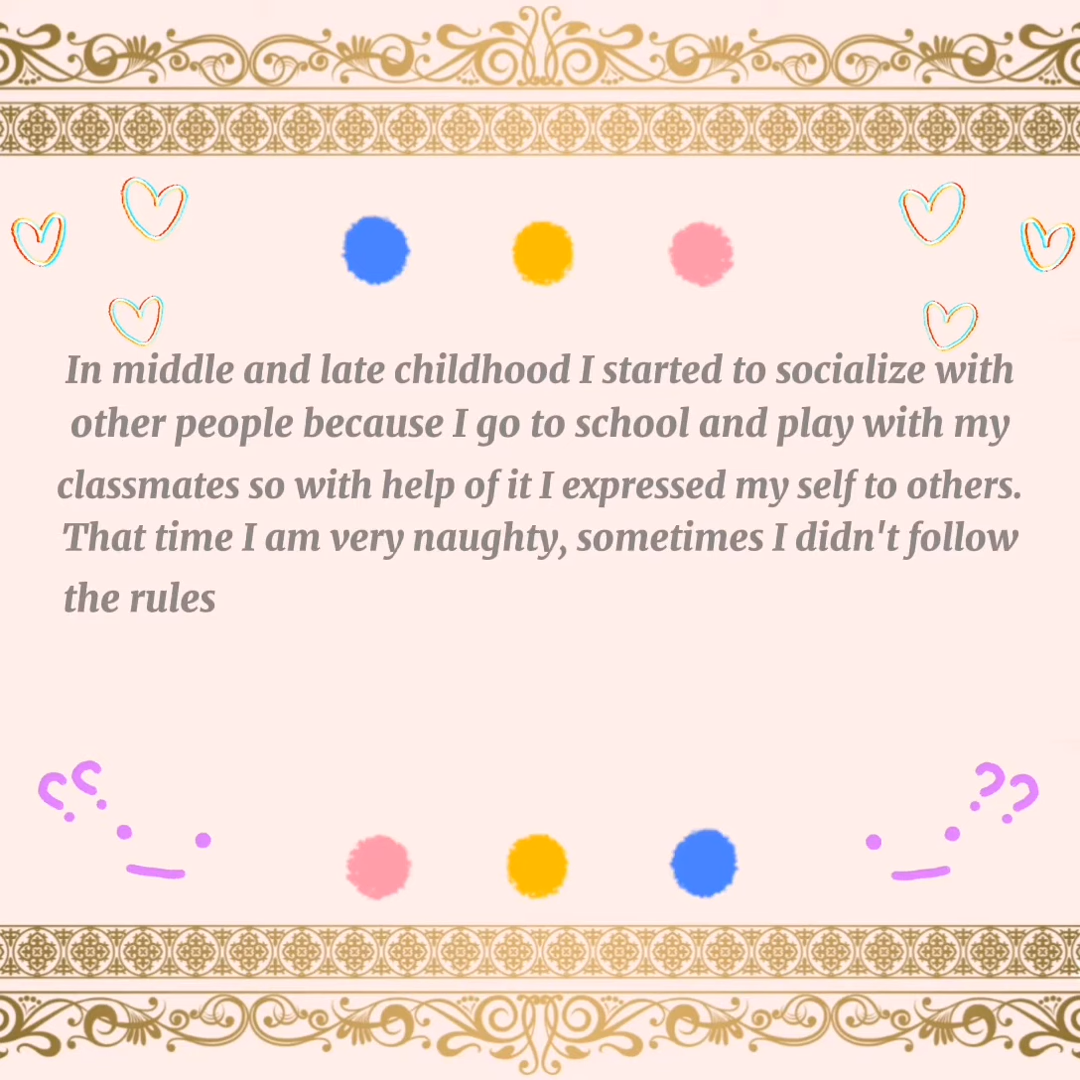 In middle and late childhood I started to socialize with
other people because I go to school and play with my
classmates so with help of it I expressed my self to others.
That time I am very naughty, sometimes I didn't follow
the rules
??
??